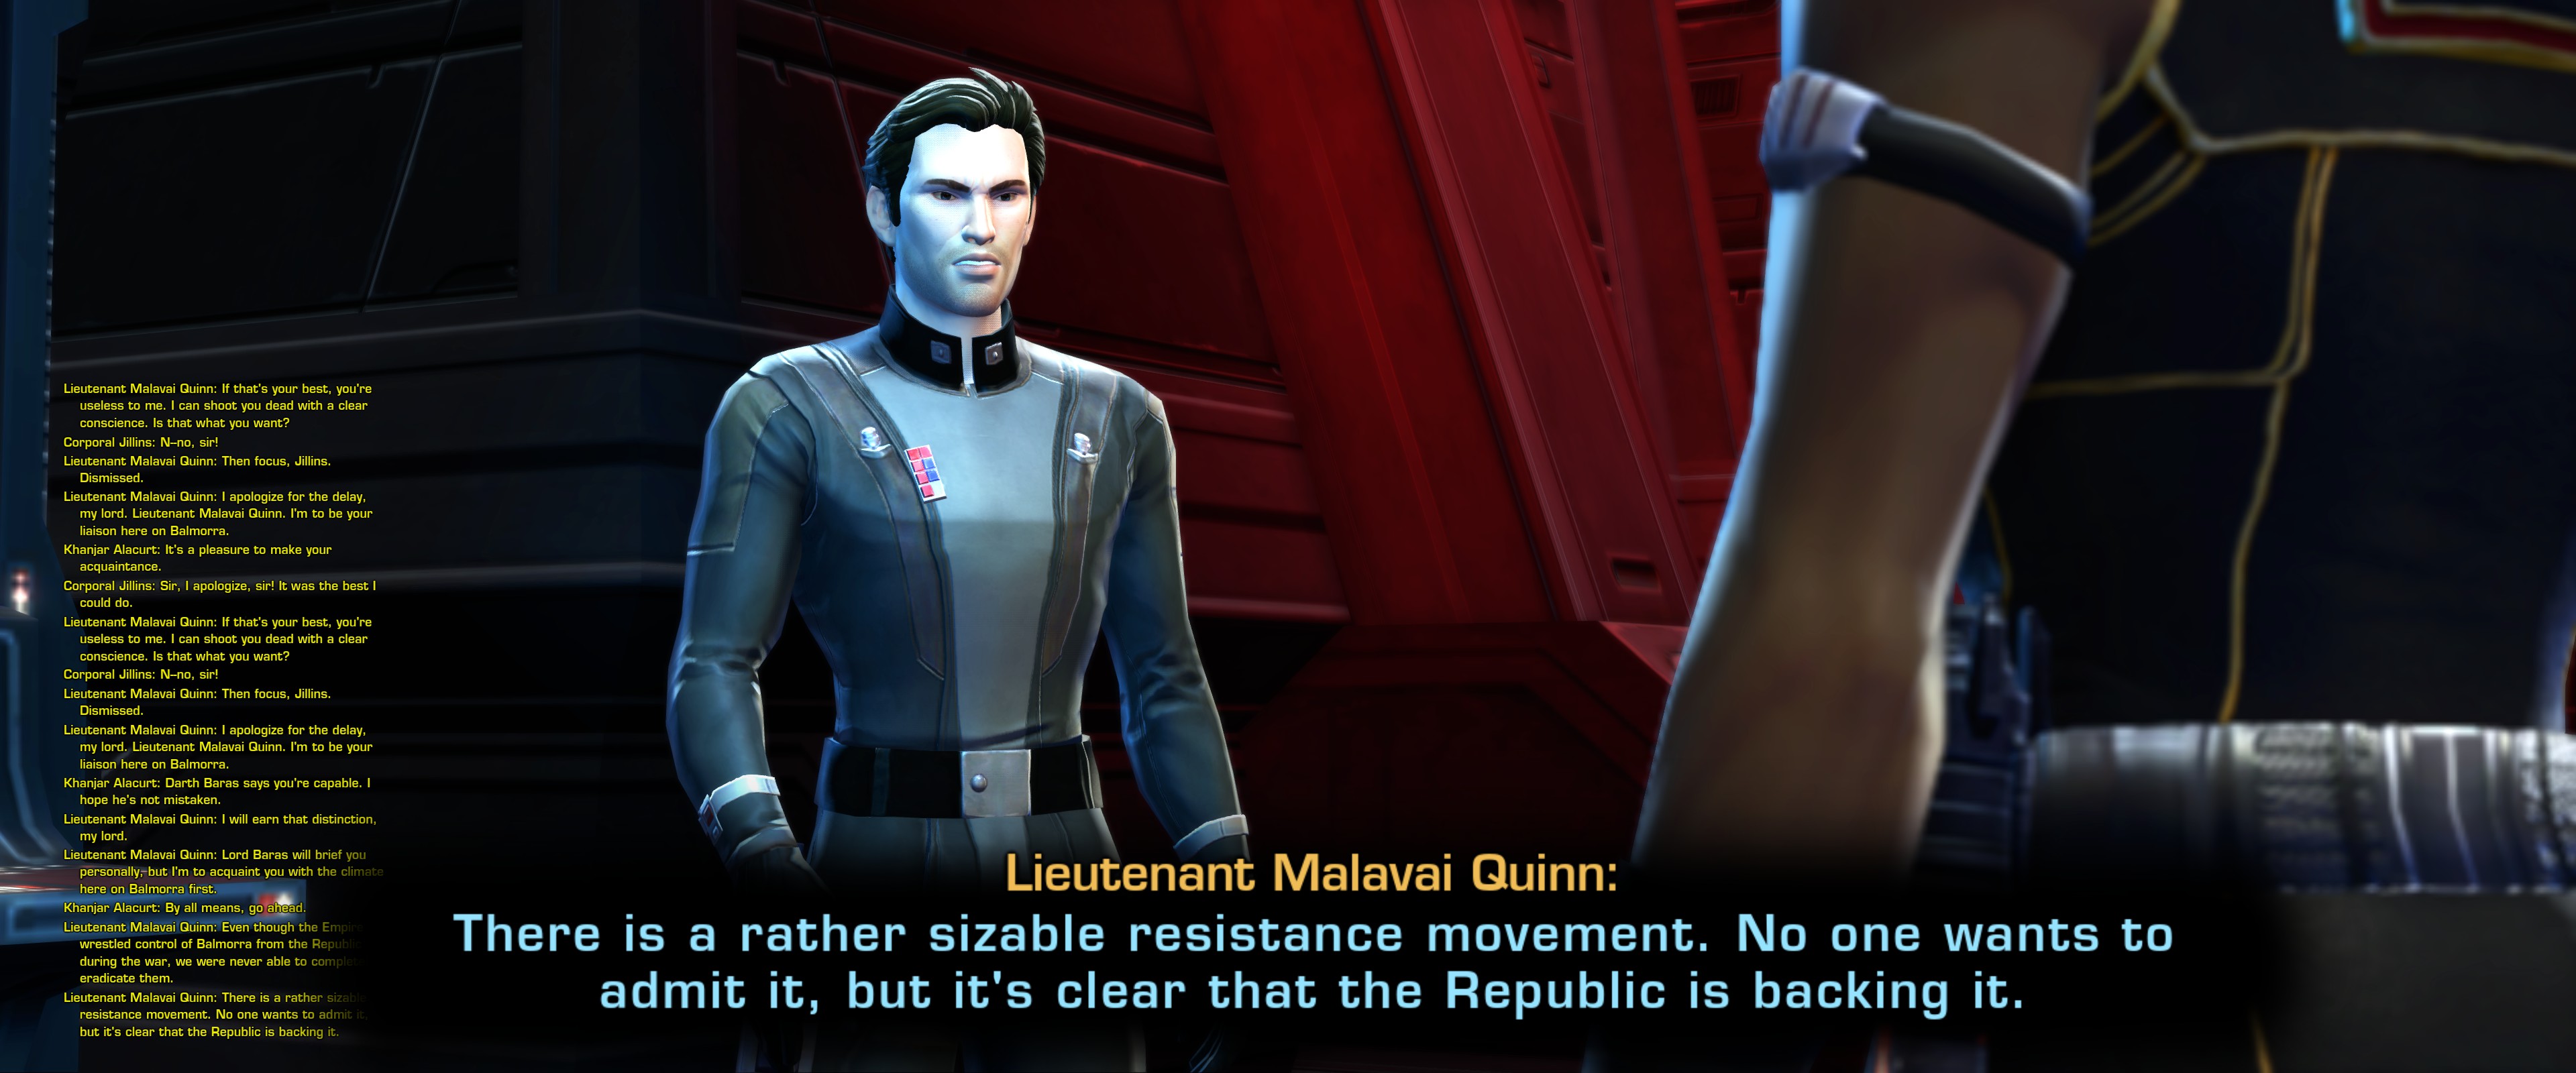 Lieutenant Malavai Quinn: If that's your best, you're
useless to me. I can shoot you dead with a clear
conscience. Is that what you want?
Corporal Jillins: N–no, sir!
Lieutenant Malavai Quinn: Then focus, Jillins.
Dismissed.
Lieutenant Malavai Quinn: I apologize for the delay,
my lord. Lieutenant Malavai Quinn. I'm to be your
liaison here on Balmorra.
Khanjar Alacurt: It's a pleasure to make your
acquaintance.
Corporal Jillins: Sir, I apologize, sir! It was the best I
could do.
Lieutenant Malavai Quinn: If that's your best, you're
useless to me. I can shoot you dead with a clear
conscience. Is that what you want?
Corporal Jillins: N–no, sir!
Lieutenant Malavai Quinn: Then focus, Jillins.
Dismissed.
Lieutenant Malavai Quinn: I apologize for the delay,
my lord. Lieutenant Malavai Quinn. I'm to be your
liaison here on Balmorra.
Khanjar Alacurt: Darth Baras says you're capable. I
hope he's not mistaken.
Lieutenant Malavai Quinn: I will earn that distinction,
my lord.
Lieutenant Malavai Quinn: Lord Baras will brief you
personally, but I'm to acquaint you with the climate
here on Balmorra first.
Khanjar Alacurt: By all means, go ahead.
Lieutenant Malavai Quinn: Even though the Empire
wrestled control of Balmorra from the Republic
during the war, we were never able to completely
eradicate them.
Lieutenant Malavai Quinn: There is a rather sizable
resistance movement. No one wants to admit it,
but it's clear that the Republic is backing it.
Lieutenant Malavai Quinn:
There is a rather sizable resistance movement. No one wants to
admit it, but it's clear that the Republic is backing it.